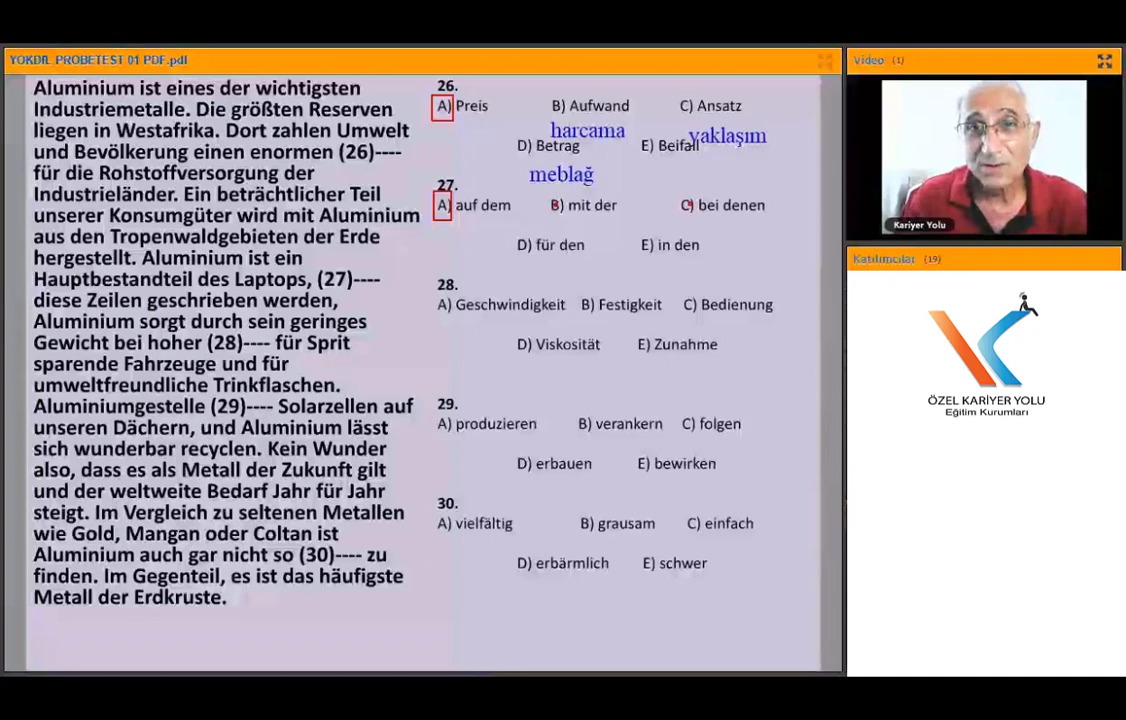 YOKDIL PROBETEST 01 PDF.pdf
Aluminium ist eines der wichtigsten
Industriemetalle. Die größten Reserven
liegen in Westafrika. Dort zahlen Umwelt
und Bevölkerung einen enormen (26)----
für die Rohstoffversorgung der
Industrieländer. Ein beträchtlicher Teil
unserer Konsumgüter wird mit Aluminium
aus den Tropenwaldgebieten der Erde
hergestellt. Aluminium ist ein
Hauptbestandteil des Laptops, (27)----
diese Zeilen geschrieben werden,
Aluminium sorgt durch sein geringes
Gewicht bei hoher (28)---- für Sprit
sparende Fahrzeuge und für
umweltfreundliche Trinkflaschen.
Aluminiumgestelle (29)---- Solarzellen auf
unseren Dächern, und Aluminium lässt
sich wunderbar recyclen. Kein Wunder
also, dass es als Metall der Zukunft gilt
und der weltweite Bedarf Jahr für Jahr
steigt. Im Vergleich zu seltenen Metallen
wie Gold, Mangan oder Coltan ist
Aluminium auch gar nicht so (30)---- zu
finden. Im Gegenteil, es ist das häufigste
Metall der Erdkruste.
26.
A) Preis B) Aufwand C) Ansatz
harcama yaklaşım
D) Betrag E) Beifall
meblağ
27.
A) auf dem B) mit der C) bei denen
D) für den E) in den
28.
A) Geschwindigkeit B) Festigkeit C) Bedienung
D) Viskosität E) Zunahme
29.
A) produzieren B) verankern C) folgen
D) erbauen E) bewirken
30.
A) vielfältig B) grausam C) einfach
D) erbärmlich E) schwer
Video (1)
Kariyer Yolu
Katılımcılar (19)
ÖZEL KARİYER YOLU
Eğitim Kurumları